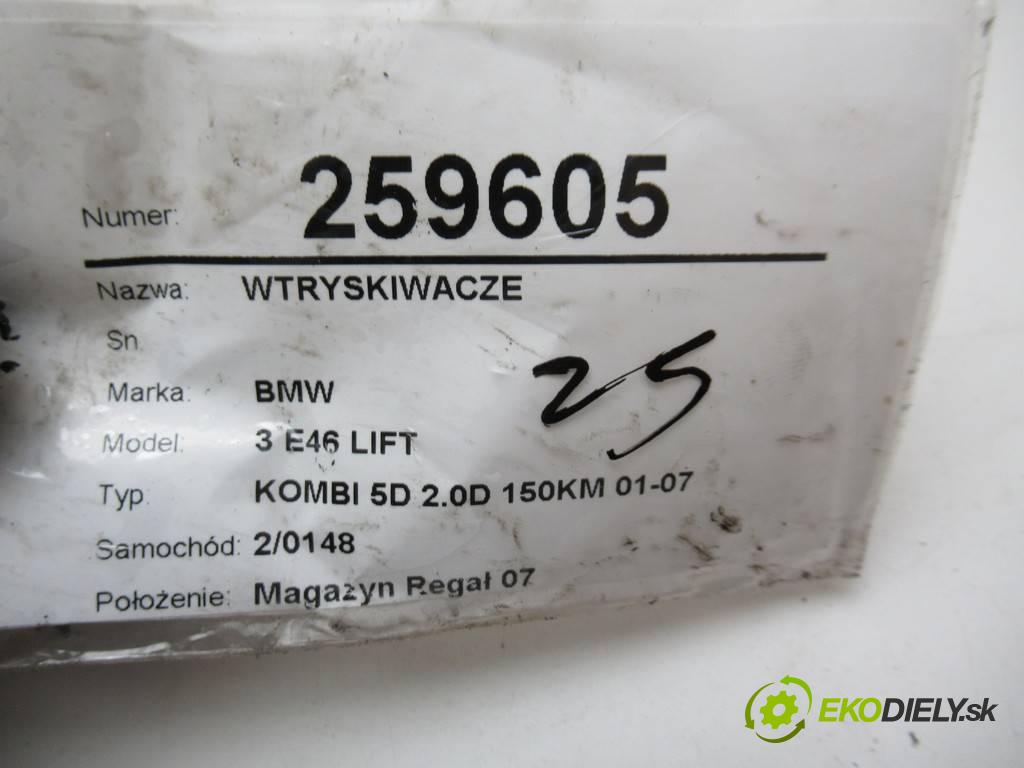 Numer: 259605
Nazwa: WTRYSKIWACZE
Sn
Marka: BMW
25
Model: 3 E46 LIFT
Typ: KOMBI 5D 2.0D 150KM 01-07
Samochód: 2/0148
Położenie: Magazyn Regał 07
EKODIELY.sk